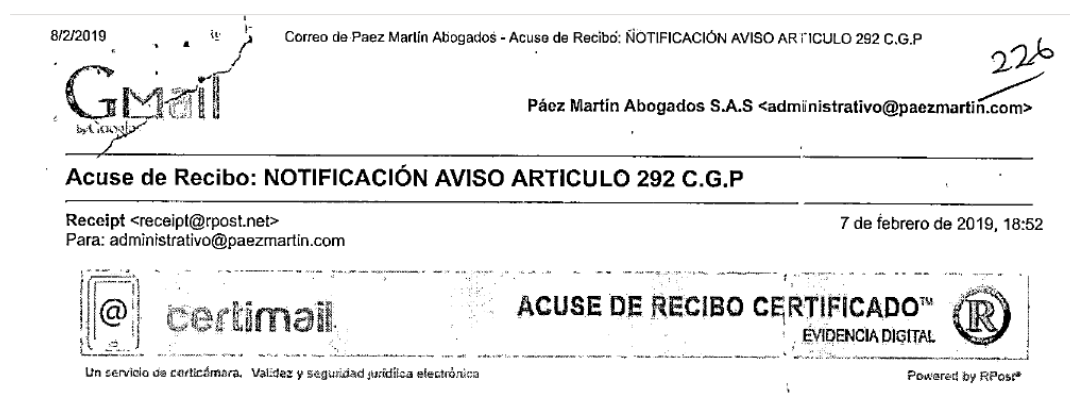 8/2/2019 Correo de Paez Martin Abogados - Acuse de Recibo: NOTIFICACIÓN AVISO ARTICULO 292 C.G.P
226
GMail
by Google
Páez Martin Abogados S.A.S <administrativo@paezmartin.com>
Acuse de Recibo: NOTIFICACIÓN AVISO ARTICULO 292 C.G.P
Receipt <receipt@rpost.net> 7 de febrero de 2019, 18:52
Para: administrativo@paezmartin.com
@ certimail ACUSE DE RECIBO CERTIFICADO™ R
EVIDENCIA DIGITAL
Un servicio de certicámara. Validez y seguridad jurídica electrónica Powered by RPost®